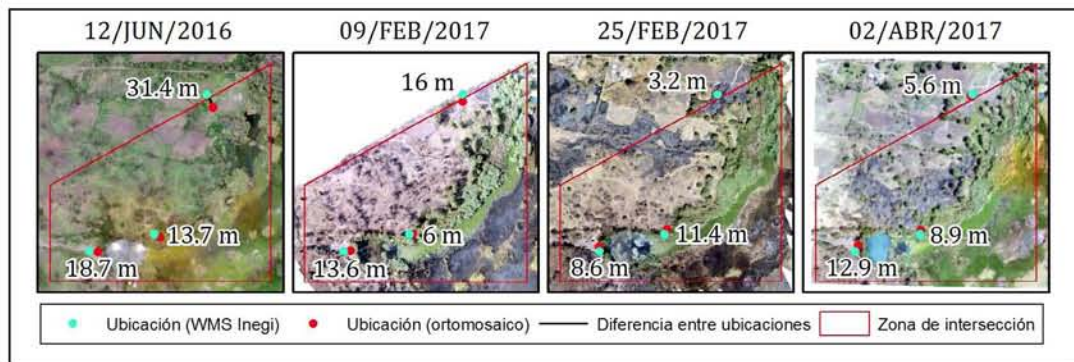 12/JUN/2016 09/FEB/2017 25/FEB/2017 02/ABR/2017
31.4 m 16 m 3.2 m 5.6 m
13.7 m 6 m 11.4 m 8.9 m
18.7 m 13.6 m 8.6 m 12.9 m
Ubicación (WMS Inegi) Ubicación (ortomosaico) Diferencia entre ubicaciones Zona de intersección